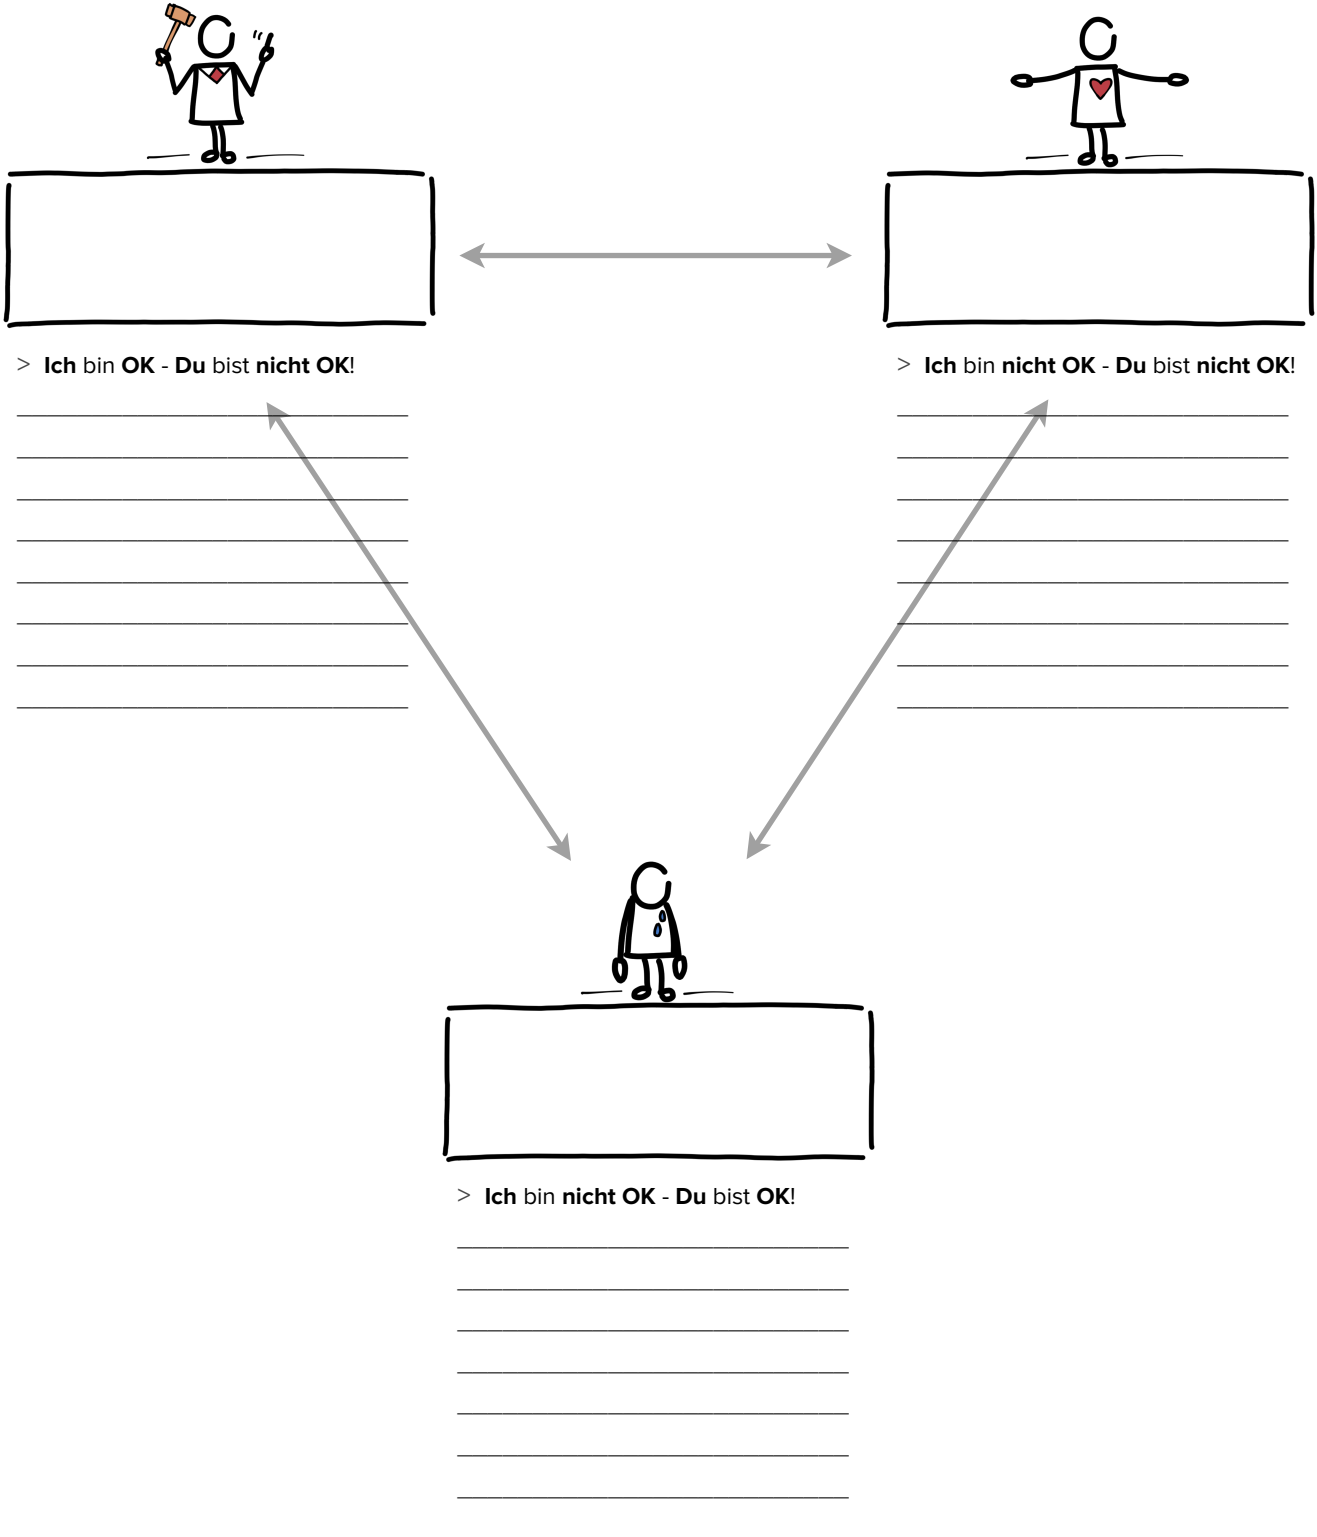 > Ich bin OK - Du bist nicht OK!
> Ich bin nicht OK - Du bist nicht OK!
> Ich bin nicht OK - Du bist OK!